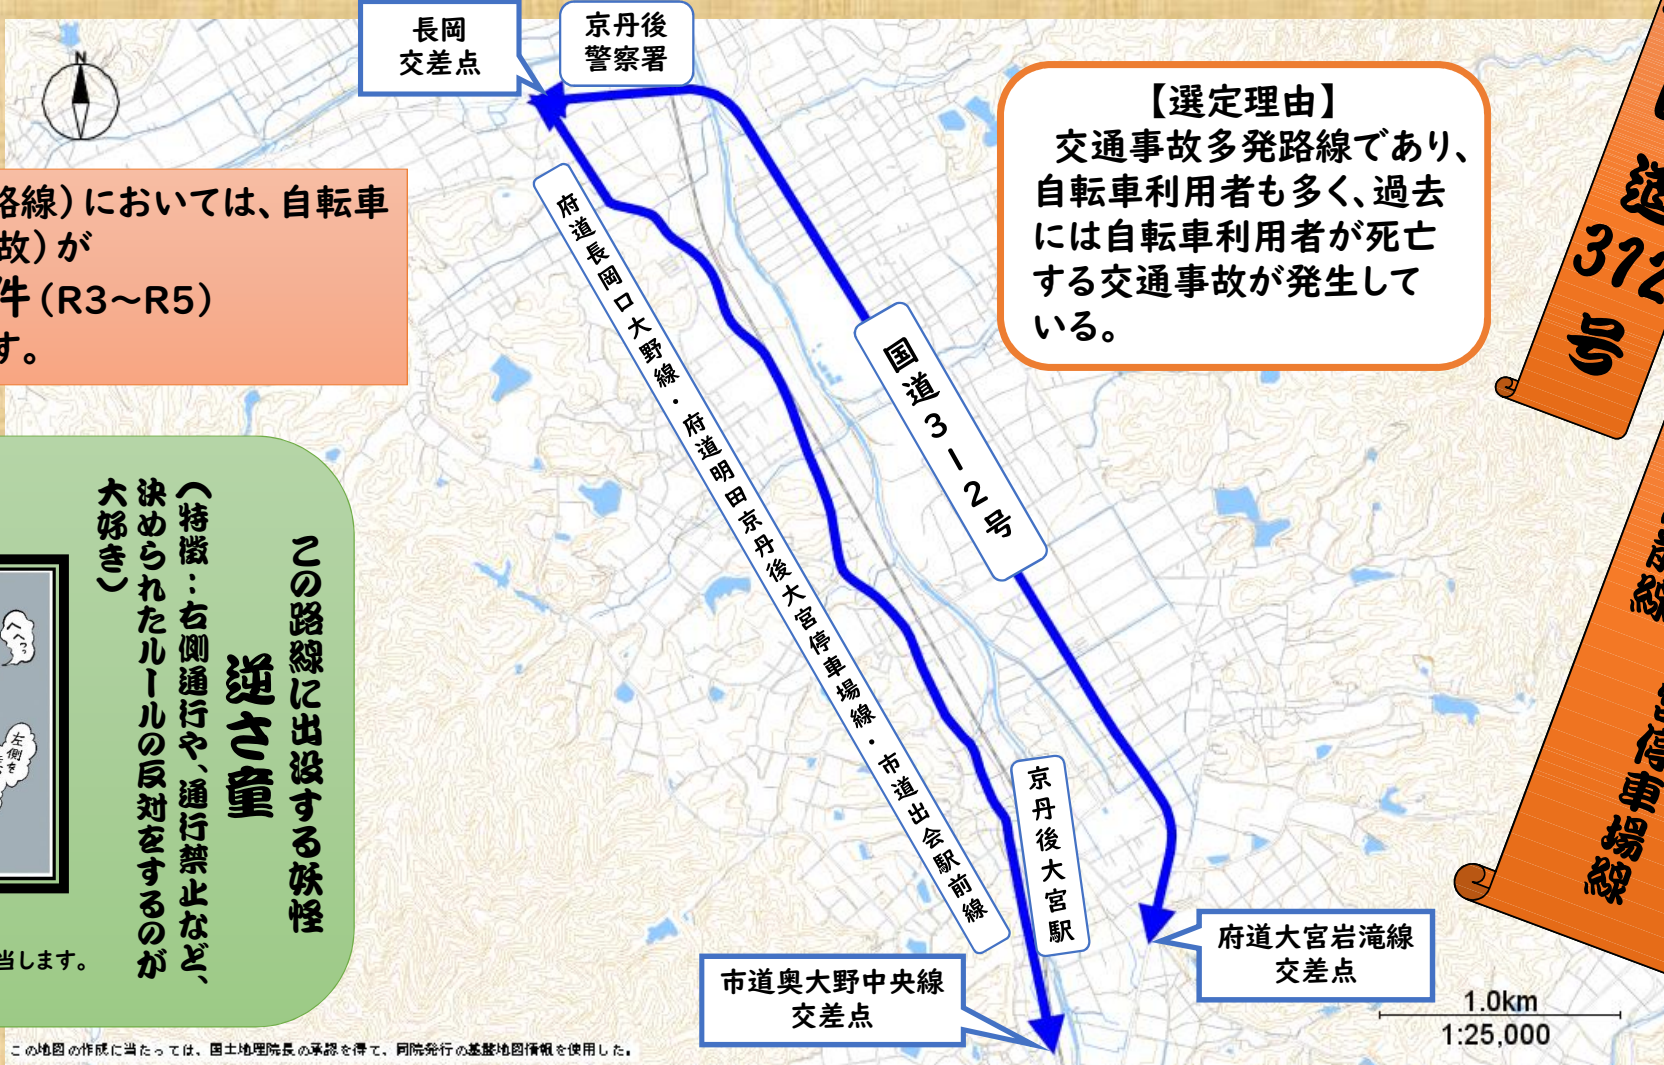 長岡
交差点
京丹後
警察署
N
【選定理由】
交通事故多発路線であり、
自転車利用者も多く、過去
には自転車利用者が死亡
する交通事故が発生して
いる。
路線）においては、自転車
故）が
件（R3～R5）
す。
道
312
号
府道長岡口大野線・府道明田京丹後大宮停車場線・市道出会駅前線
国道312号
この路線に出没する妖怪
逆さ童
（特徴：右側通行や、通行禁止など、
決められたルールの反対をするのが
大好き）
へへっ
左側を
当します。
京丹後大宮駅
前線
宮停車場線
府道大宮岩滝線
交差点
市道奥大野中央線
交差点
1.0km
1:25,000
この地図の作成に当たっては、国土地理院長の承認を得て、同院発行の基盤地図情報を使用した。